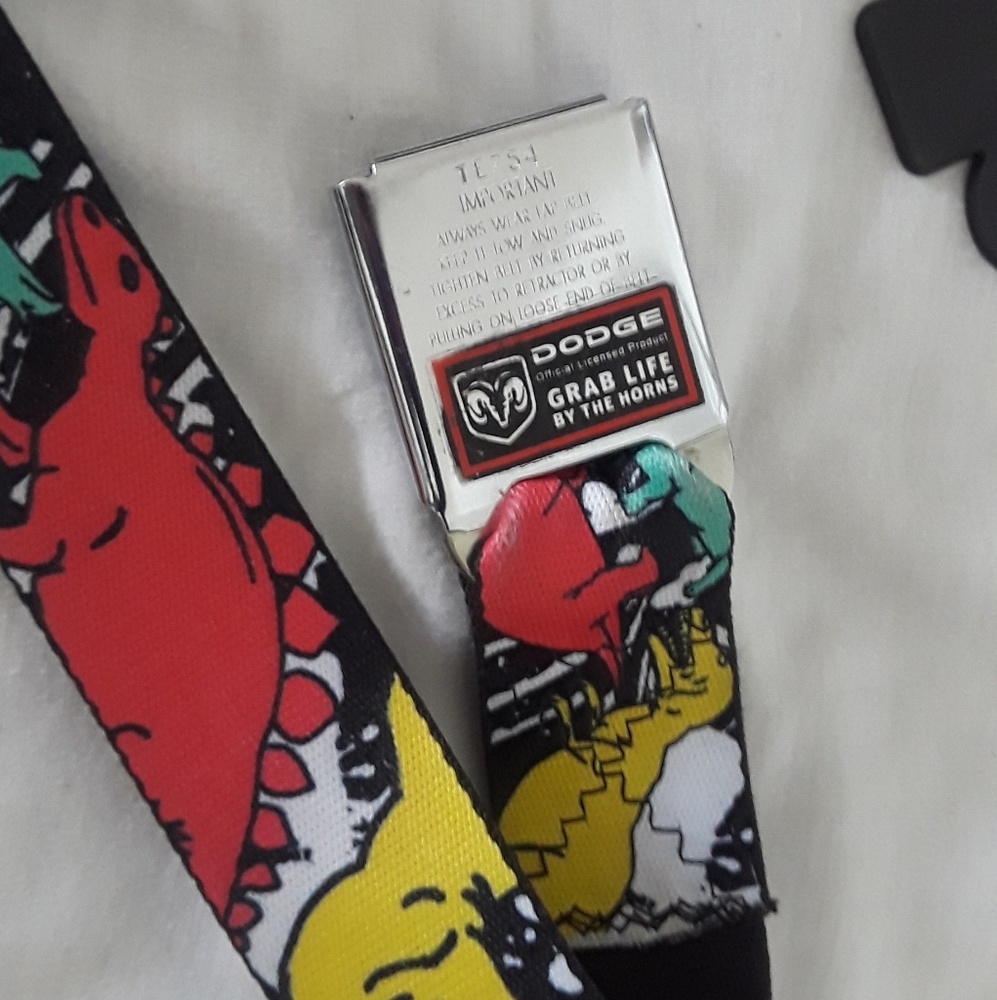 IMPORTANT
ALWAYS WEAR LAP BELT
KEEP IT LOW AND SNUG.
TIGHTEN BELT BY RETURNING
EXCESS TO RETRACTOR OR BY
PULLING ON LOOSE END OF BELT
DODGE
Official Licensed Product
GRAB LIFE
BY THE HORNS